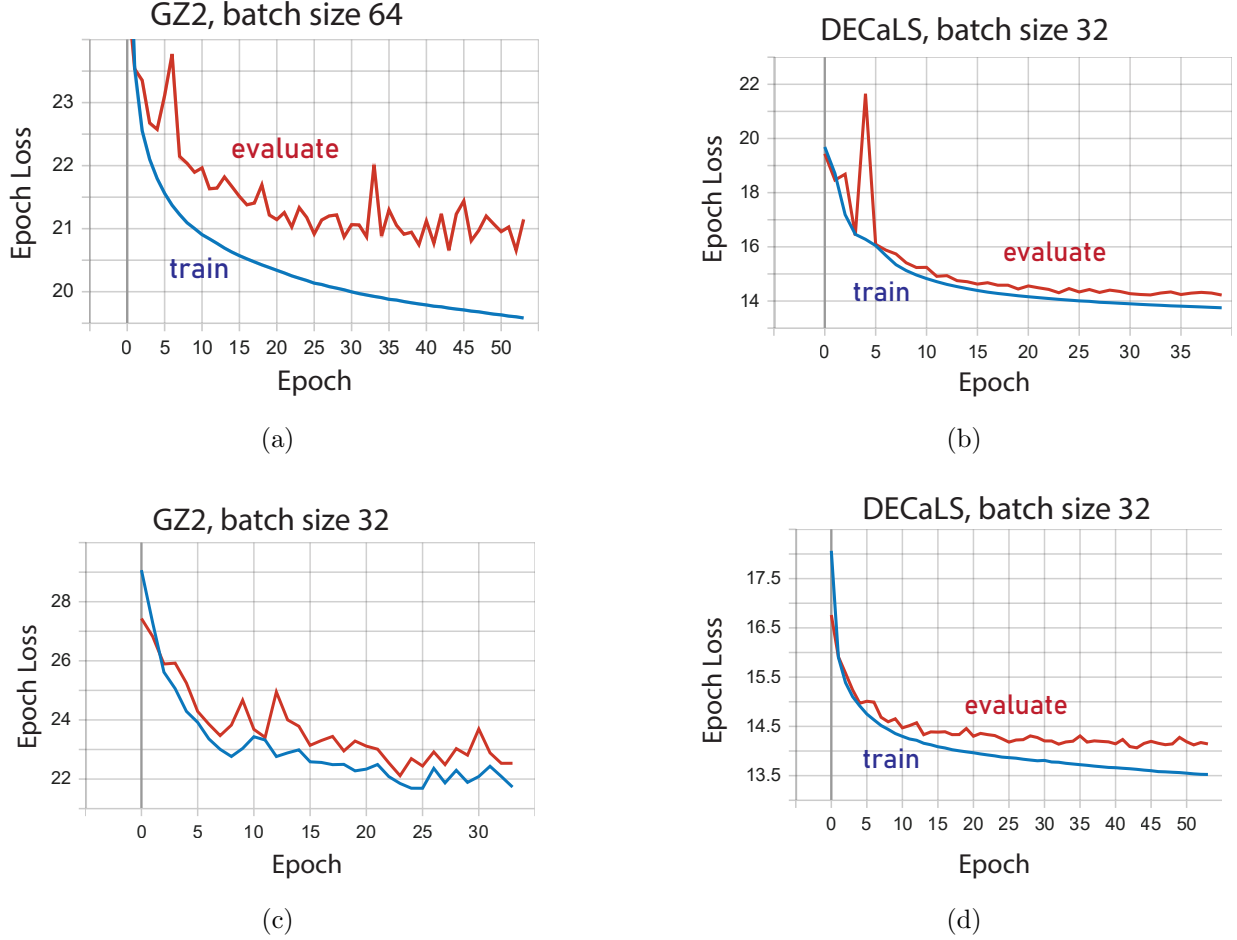 GZ2, batch size 64
Epoch Loss
23
22
21
20
evaluate
train
0 5 10 15 20 25 30 35 40 45 50
Epoch
(a)
DECaLS, batch size 32
Epoch Loss
22
20
18
16
14
evaluate
train
0 5 10 15 20 25 30 35
Epoch
(b)
GZ2, batch size 32
Epoch Loss
28
26
24
22
0 5 10 15 20 25 30
Epoch
(c)
DECaLS, batch size 32
Epoch Loss
17.5
16.5
15.5
14.5
13.5
evaluate
train
0 5 10 15 20 25 30 35 40 45 50
Epoch
(d)